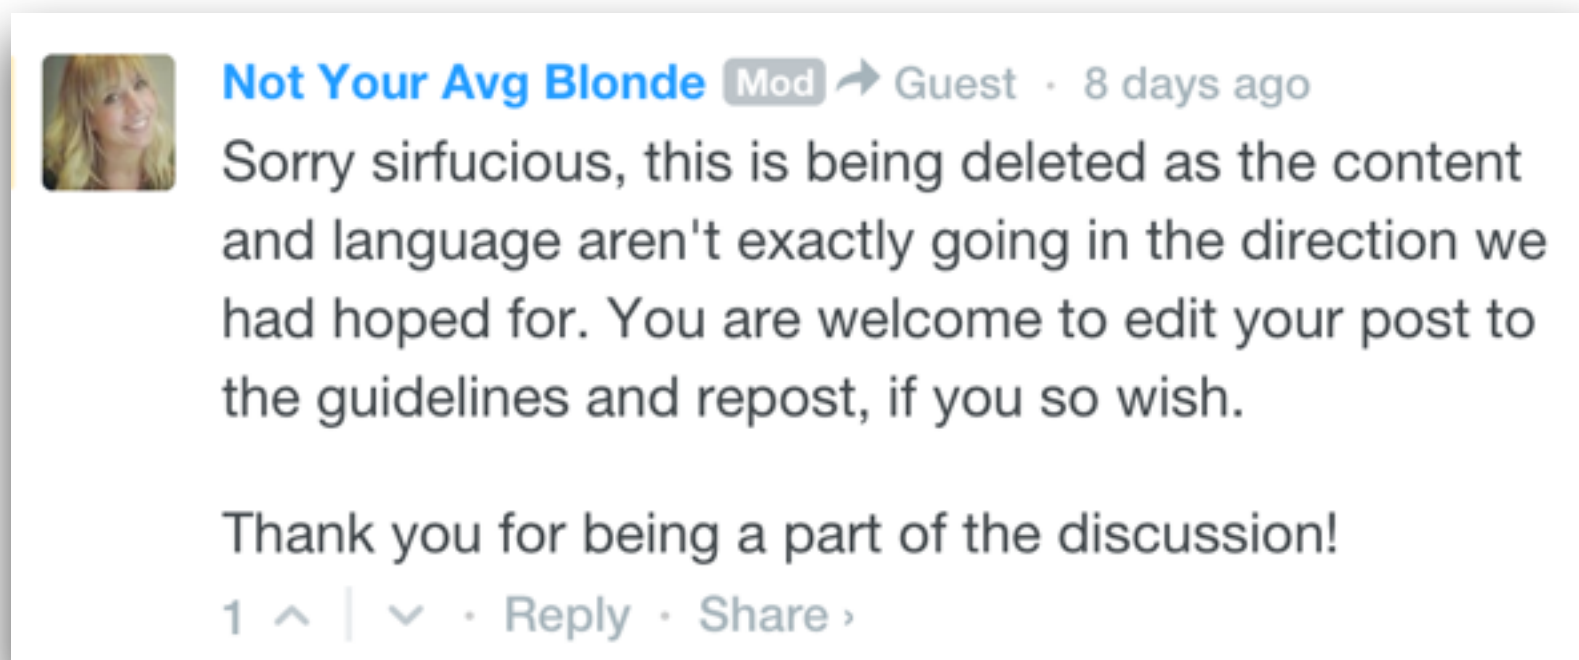 Not Your Avg Blonde Mod Guest · 8 days ago
Sorry sirfucious, this is being deleted as the content
and language aren't exactly going in the direction we
had hoped for. You are welcome to edit your post to
the guidelines and repost, if you so wish.
Thank you for being a part of the discussion!
1 · Reply · Share ›